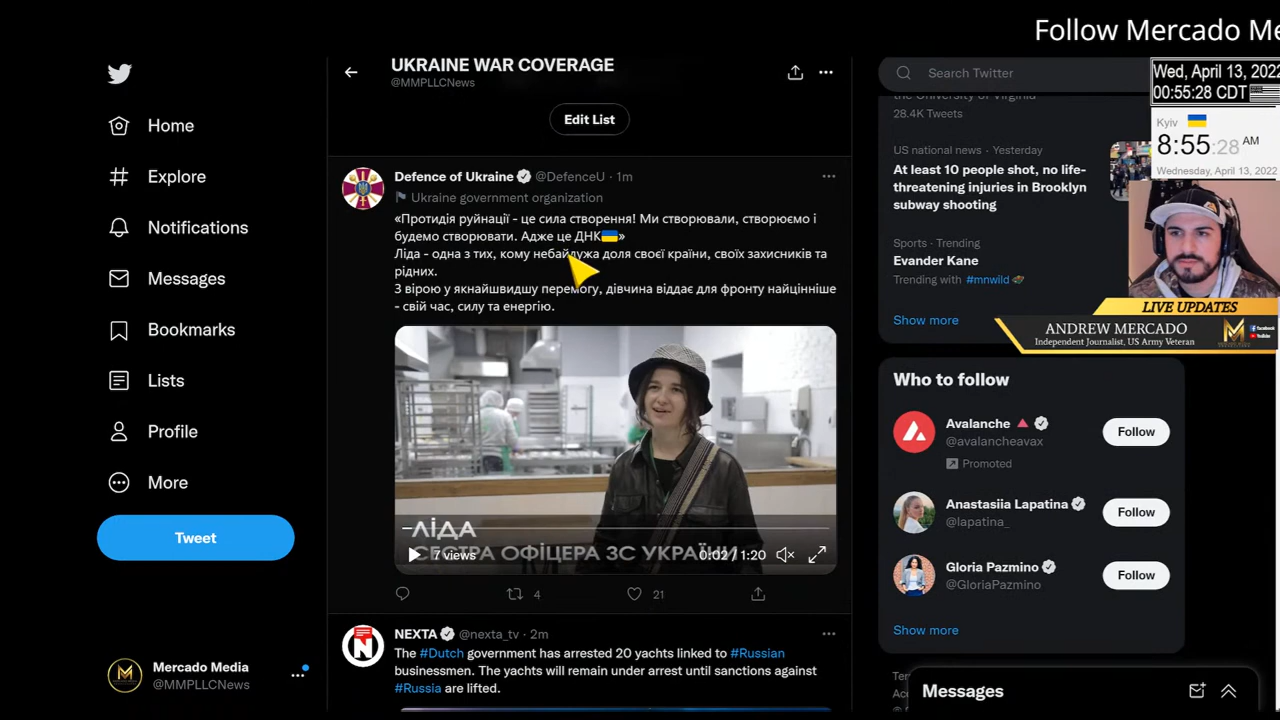 Follow Mercado Me
UKRAINE WAR COVERAGE
@MMPLLCNews
Edit List
Home
Explore
Notifications
Messages
Bookmarks
Lists
Profile
More
Tweet
Mercado Media
@MMPLLCNews
Defence of Ukraine @DefenceU · 1m
Ukraine government organization
«Протидія руйнації - це сила створення! Ми створювали, створюємо і
будемо створювати. Адже це ДНК🇺🇦»
Ліда - одна з тих, кому небайдужа доля своєї країни, своїх захисників та
рідних.
З вірою у якнайшвидшу перемогу, дівчина віддає для фронту найцінніше
- свій час, силу та енергію.
-ЛІДА
СЕСТРА ОФІЦЕРА ЗС УКРАЇНИ
7 views
0:02 / 1:20
4
21
NEXTA @nexta_tv · 2m
The #Dutch government has arrested 20 yachts linked to #Russian
businessmen. The yachts will remain under arrest until sanctions against
#Russia are lifted.
Search Twitter
the University of Virginia
28.4K Tweets
US national news · Yesterday
At least 10 people shot, no life-
threatening injuries in Brooklyn
subway shooting
Sports · Trending
Evander Kane
Trending with #mnwild
Show more
Who to follow
Avalanche
@avalancheavax
Promoted
Follow
Anastasiia Lapatina
@lapatina_
Follow
Gloria Pazmino
@GloriaPazmino
Follow
Show more
Messages
Wed, April 13, 2022
00:55:28 CDT
Kyiv
8:55:28 AM
Wednesday, April 13, 2022
LIVE UPDATES
ANDREW MERCADO
Independent Journalist, US Army Veteran
facebook
YouTube